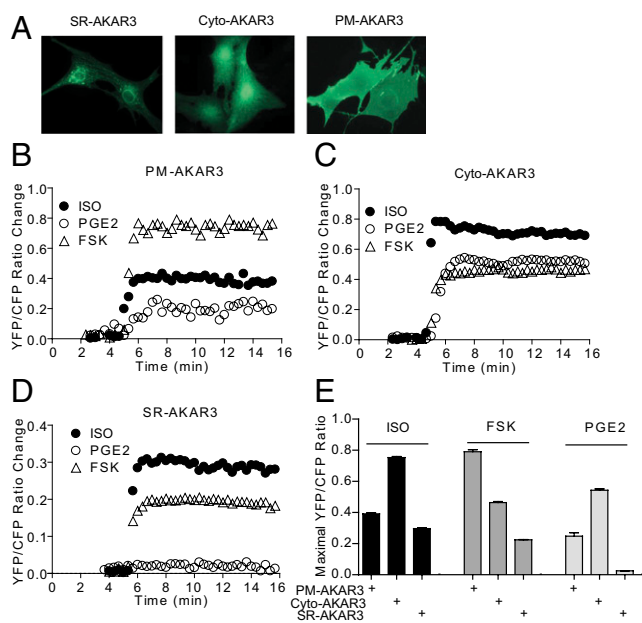 A
SR-AKAR3 Cyto-AKAR3 PM-AKAR3
B
PM-AKAR3
YFP/CFP Ratio Change
1.0
0.8
0.6
0.4
0.2
0.0
ISO
PGE2
FSK
0 2 4 6 8 10 12 14 16
Time (min)
C
Cyto-AKAR3
YFP/CFP Ratio Change
1.0
0.8
0.6
0.4
0.2
0.0
ISO
PGE2
FSK
0 2 4 6 8 10 12 14 16
Time (min)
D
SR-AKAR3
YFP/CFP Ratio Change
0.4
0.3
0.2
0.1
0.0
ISO
PGE2
FSK
0 2 4 6 8 10 12 14 16
Time (min)
E
Maximal YFP/CFP Ratio
1.0
0.8
0.6
0.4
0.2
0
ISO FSK PGE2
PM-AKAR3 + + +
Cyto-AKAR3 + + +
SR-AKAR3 + + +